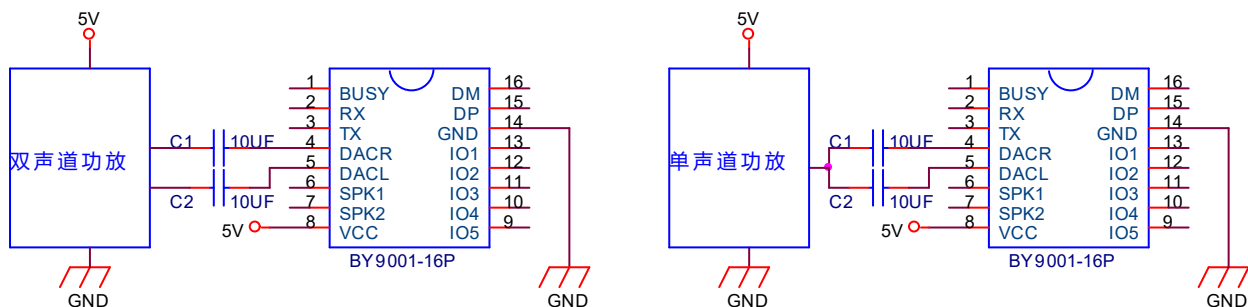 5V
双声道功放
GND
C1 10UF
C2 10UF
5V
1 BUSY DM 16
2 RX DP 15
3 TX GND 14
4 DACR IO1 13
5 DACL IO2 12
6 SPK1 IO3 11
7 SPK2 IO4 10
8 VCC IO5 9
BY9001-16P
GND
5V
单声道功放
GND
C1 10UF
C2 10UF
5V
1 BUSY DM 16
2 RX DP 15
3 TX GND 14
4 DACR IO1 13
5 DACL IO2 12
6 SPK1 IO3 11
7 SPK2 IO4 10
8 VCC IO5 9
BY9001-16P
GND